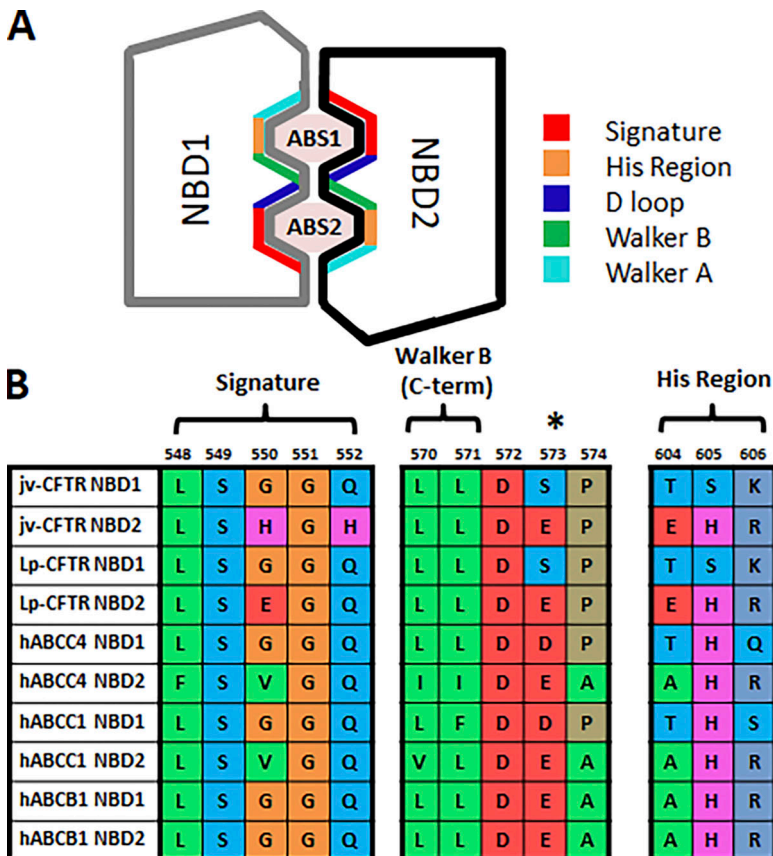 A
NBD1
ABS1
ABS2
NBD2
Signature
His Region
D loop
Walker B
Walker A
B
Signature
Walker B
(C-term)
*
His Region
548 549 550 551 552 570 571 572 573 574 604 605 606
jv-CFTR NBD1 L S G G Q L L D S P T S K
jv-CFTR NBD2 L S H G H L L D E P E H R
Lp-CFTR NBD1 L S G G Q L L D S P T S K
Lp-CFTR NBD2 L S E G Q L L D E P E H R
hABCC4 NBD1 L S G G Q L L D D P T H Q
hABCC4 NBD2 F S V G Q I I D E A A H R
hABCC1 NBD1 L S G G Q L F D D P T H S
hABCC1 NBD2 L S V G Q V L D E A A H R
hABCB1 NBD1 L S G G Q L L D E A A H R
hABCB1 NBD2 L S G G Q L L D E A A H R